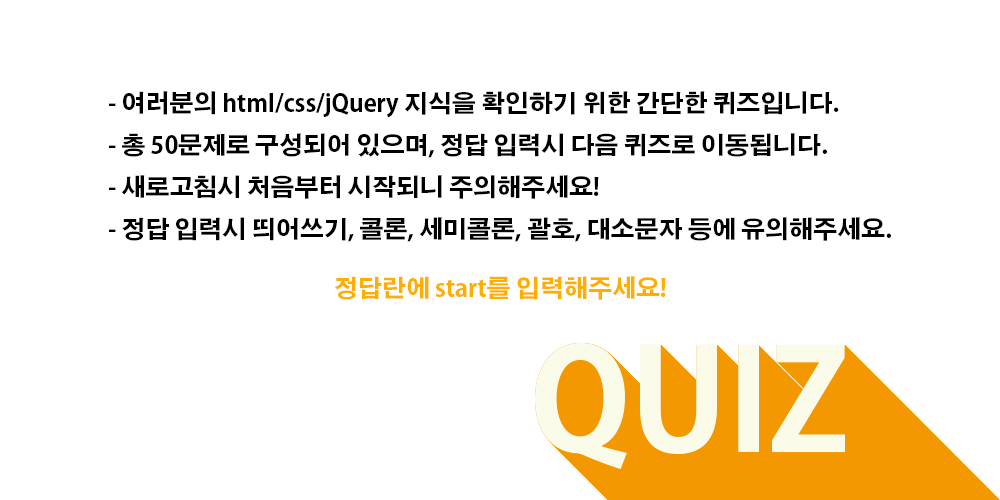 - 여러분의 html/css/jQuery 지식을 확인하기 위한 간단한 퀴즈입니다.
- 총 50문제로 구성되어 있으며, 정답 입력시 다음 퀴즈로 이동됩니다.
- 새로고침시 처음부터 시작되니 주의해주세요!
- 정답 입력시 띄어쓰기, 콜론, 세미콜론, 괄호, 대소문자 등에 유의해주세요.
정답란에 start를 입력해주세요!
QUIZ